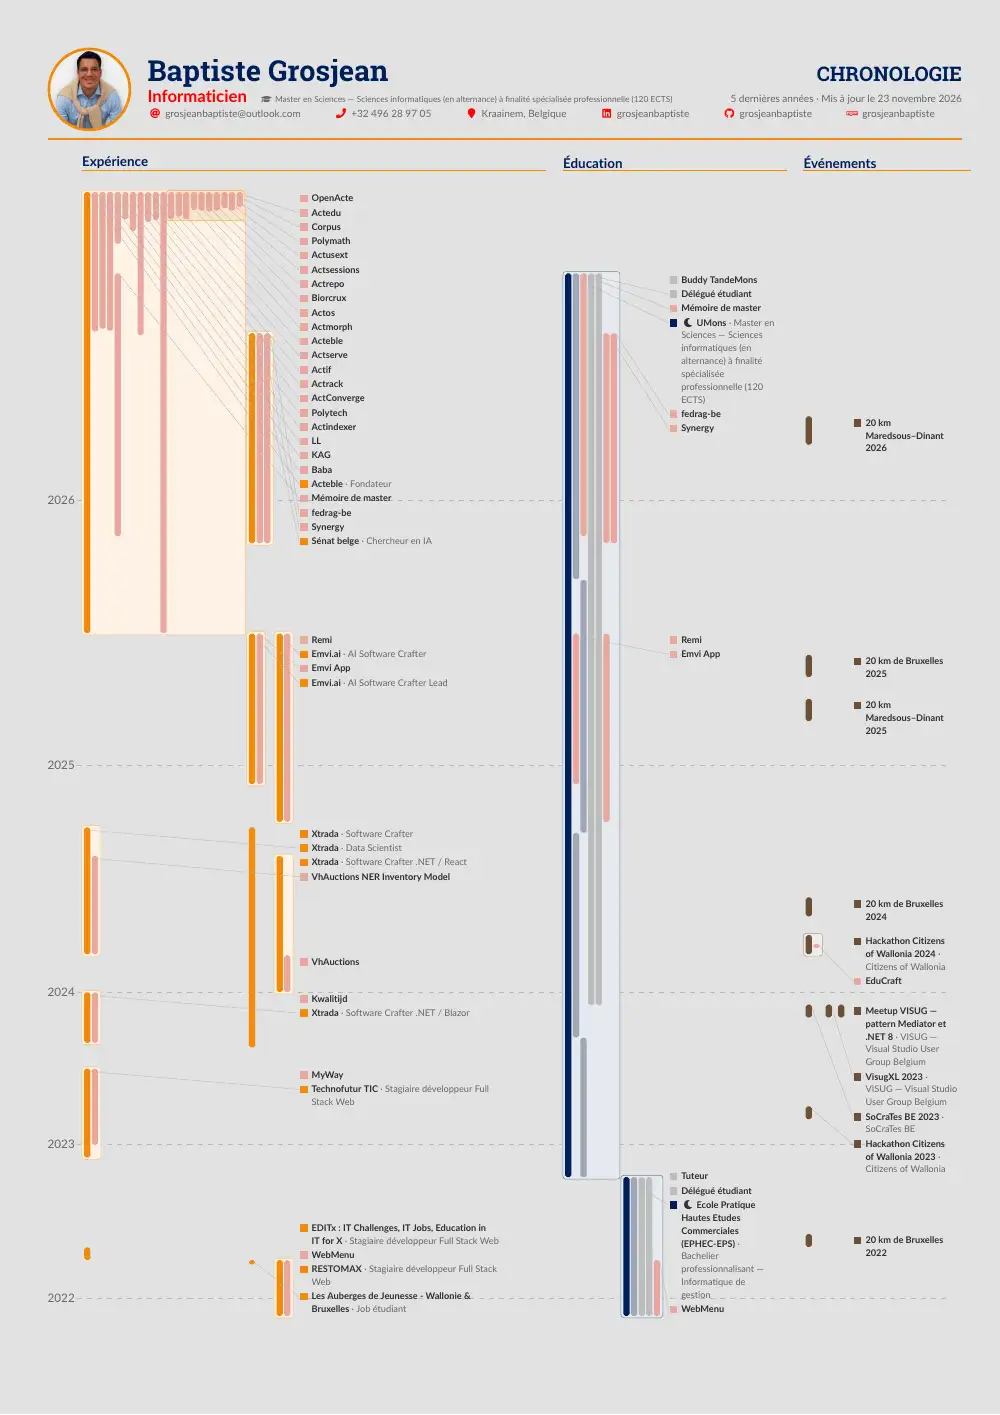 Baptiste Grosjean
CHRONOLOGIE
Informaticien
Master en Sciences — Sciences informatiques (en alternance) à finalité spécialisée professionnelle (120 ECTS)
5 dernières années · Mis à jour le 23 novembre 2026
grosjeanbaptiste@outlook.com
+32 496 28 97 05
Kraainem, Belgique
grosjeanbaptiste
grosjeanbaptiste
grosjeanbaptiste
Expérience
OpenActe
Actedu
Corpus
Polymath
Actusext
Actsessions
Actrepo
Biorcrux
Actos
Actmorph
Acteble
Actserve
Actif
Actrack
ActConverge
Polytech
Actindexer
LL
KAG
Baba
Acteble · Fondateur
Mémoire de master
fedrag-be
Synergy
Sénat belge · Chercheur en IA
Remi
Emvi.ai · AI Software Crafter
Emvi App
Emvi.ai · AI Software Crafter Lead
Xtrada · Software Crafter
Xtrada · Data Scientist
Xtrada · Software Crafter .NET / React
VhAuctions NER Inventory Model
VhAuctions
Kwalitijd
Xtrada · Software Crafter .NET / Blazor
MyWay
Technofutur TIC · Stagiaire développeur Full
Stack Web
EDITx : IT Challenges, IT Jobs, Education in
IT for X · Stagiaire développeur Full Stack Web
WebMenu
RESTOMAX · Stagiaire développeur Full Stack
Web
Les Auberges de Jeunesse - Wallonie &
Bruxelles · Job étudiant
2026
2025
2024
2023
2022
Éducation
Buddy TandeMons
Délégué étudiant
Mémoire de master
UMons · Master en
Sciences — Sciences
informatiques (en
alternance) à finalité
spécialisée
professionnelle (120
ECTS)
fedrag-be
Synergy
Remi
Emvi App
Tuteur
Délégué étudiant
Ecole Pratique
Hautes Etudes
Commerciales
(EPHEC-EPS) ·
Bachelier
professionnalisant —
Informatique de
gestion
WebMenu
Événements
20 km
Maredsous–Dinant
2026
20 km de Bruxelles
2025
20 km
Maredsous–Dinant
2025
20 km de Bruxelles
2024
Hackathon Citizens
of Wallonia 2024 ·
Citizens of Wallonia
EduCraft
Meetup VISUG —
pattern Mediator et
.NET 8 · VISUG —
Visual Studio User
Group Belgium
VisugXL 2023 ·
VISUG — Visual Studio
User Group Belgium
SoCraTes BE 2023 ·
SoCraTes BE
Hackathon Citizens
of Wallonia 2023 ·
Citizens of Wallonia
20 km de Bruxelles
2022